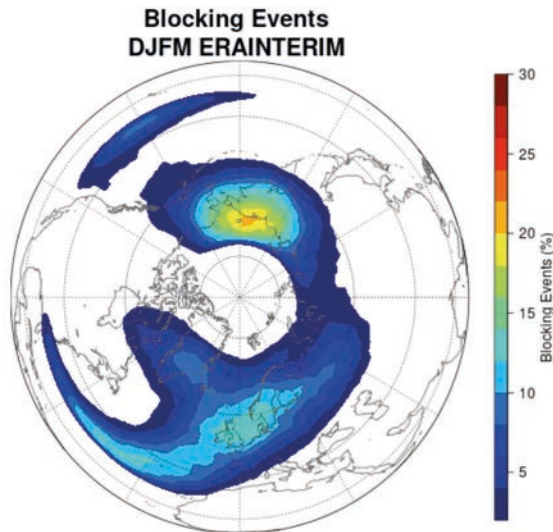 Blocking Events
DJFM ERAINTERIM
30
25
20
15
10
5
Blocking Events (%)